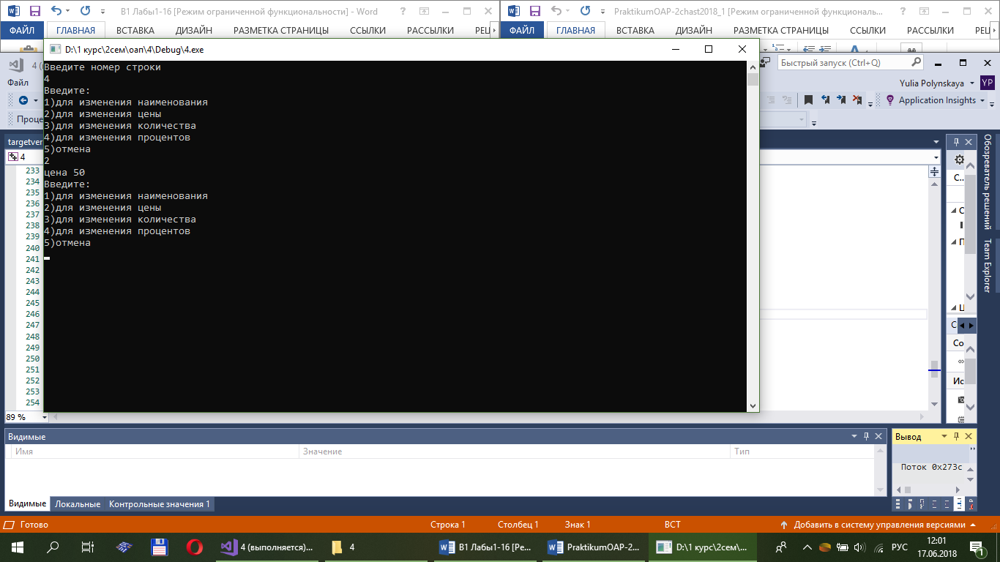 В1 Лабы1-16 [Режим ограниченной функциональности] - Word
PraktikumOAP-2chast2018_1 [Режим ограниченной функциональ...
ФАЙЛ ГЛАВНАЯ ВСТАВКА ДИЗАЙН РАЗМЕТКА СТРАНИЦЫ ССЫЛКИ РАССЫЛКИ РЕЦ
ФАЙЛ ГЛАВНАЯ ВСТАВКА ДИЗАЙН РАЗМЕТКА СТРАНИЦЫ ССЫЛКИ РАССЫЛКИ РЕЦ
D:\1 курс\2сем\оап\4\Debug\4.exe
Введите номер строки
4
Введите:
1)для изменения наименования
2)для изменения цены
3)для изменения количества
4)для изменения процентов
5)отмена
2
цена 50
Введите:
1)для изменения наименования
2)для изменения цены
3)для изменения количества
4)для изменения процентов
5)отмена
4 (
Быстрый запуск (Ctrl+Q)
Файл
Yulia Polynskaya YP
Application Insights
Проце
targetver
4
233
234
235
236
237
238
239
240
241
242
243
244
245
246
247
248
249
250
251
252
253
254
89 %
С..
С
П
Ц
С
Со
Ис
Обозреватель решений
Team Explorer
Видимые
Имя Значение Тип
Видимые Локальные Контрольные значения 1
Вывод
Поток 0x273c
Готово Строка 1 Столбец 1 Знак 1 ВСТ Добавить в систему управления версиями
4 (выполняется)... 4 В1 Лабы1-16 [Ре... PraktikumOAP-2... D:\1 курс\2сем\... РУС 12:01
17.06.2018 1